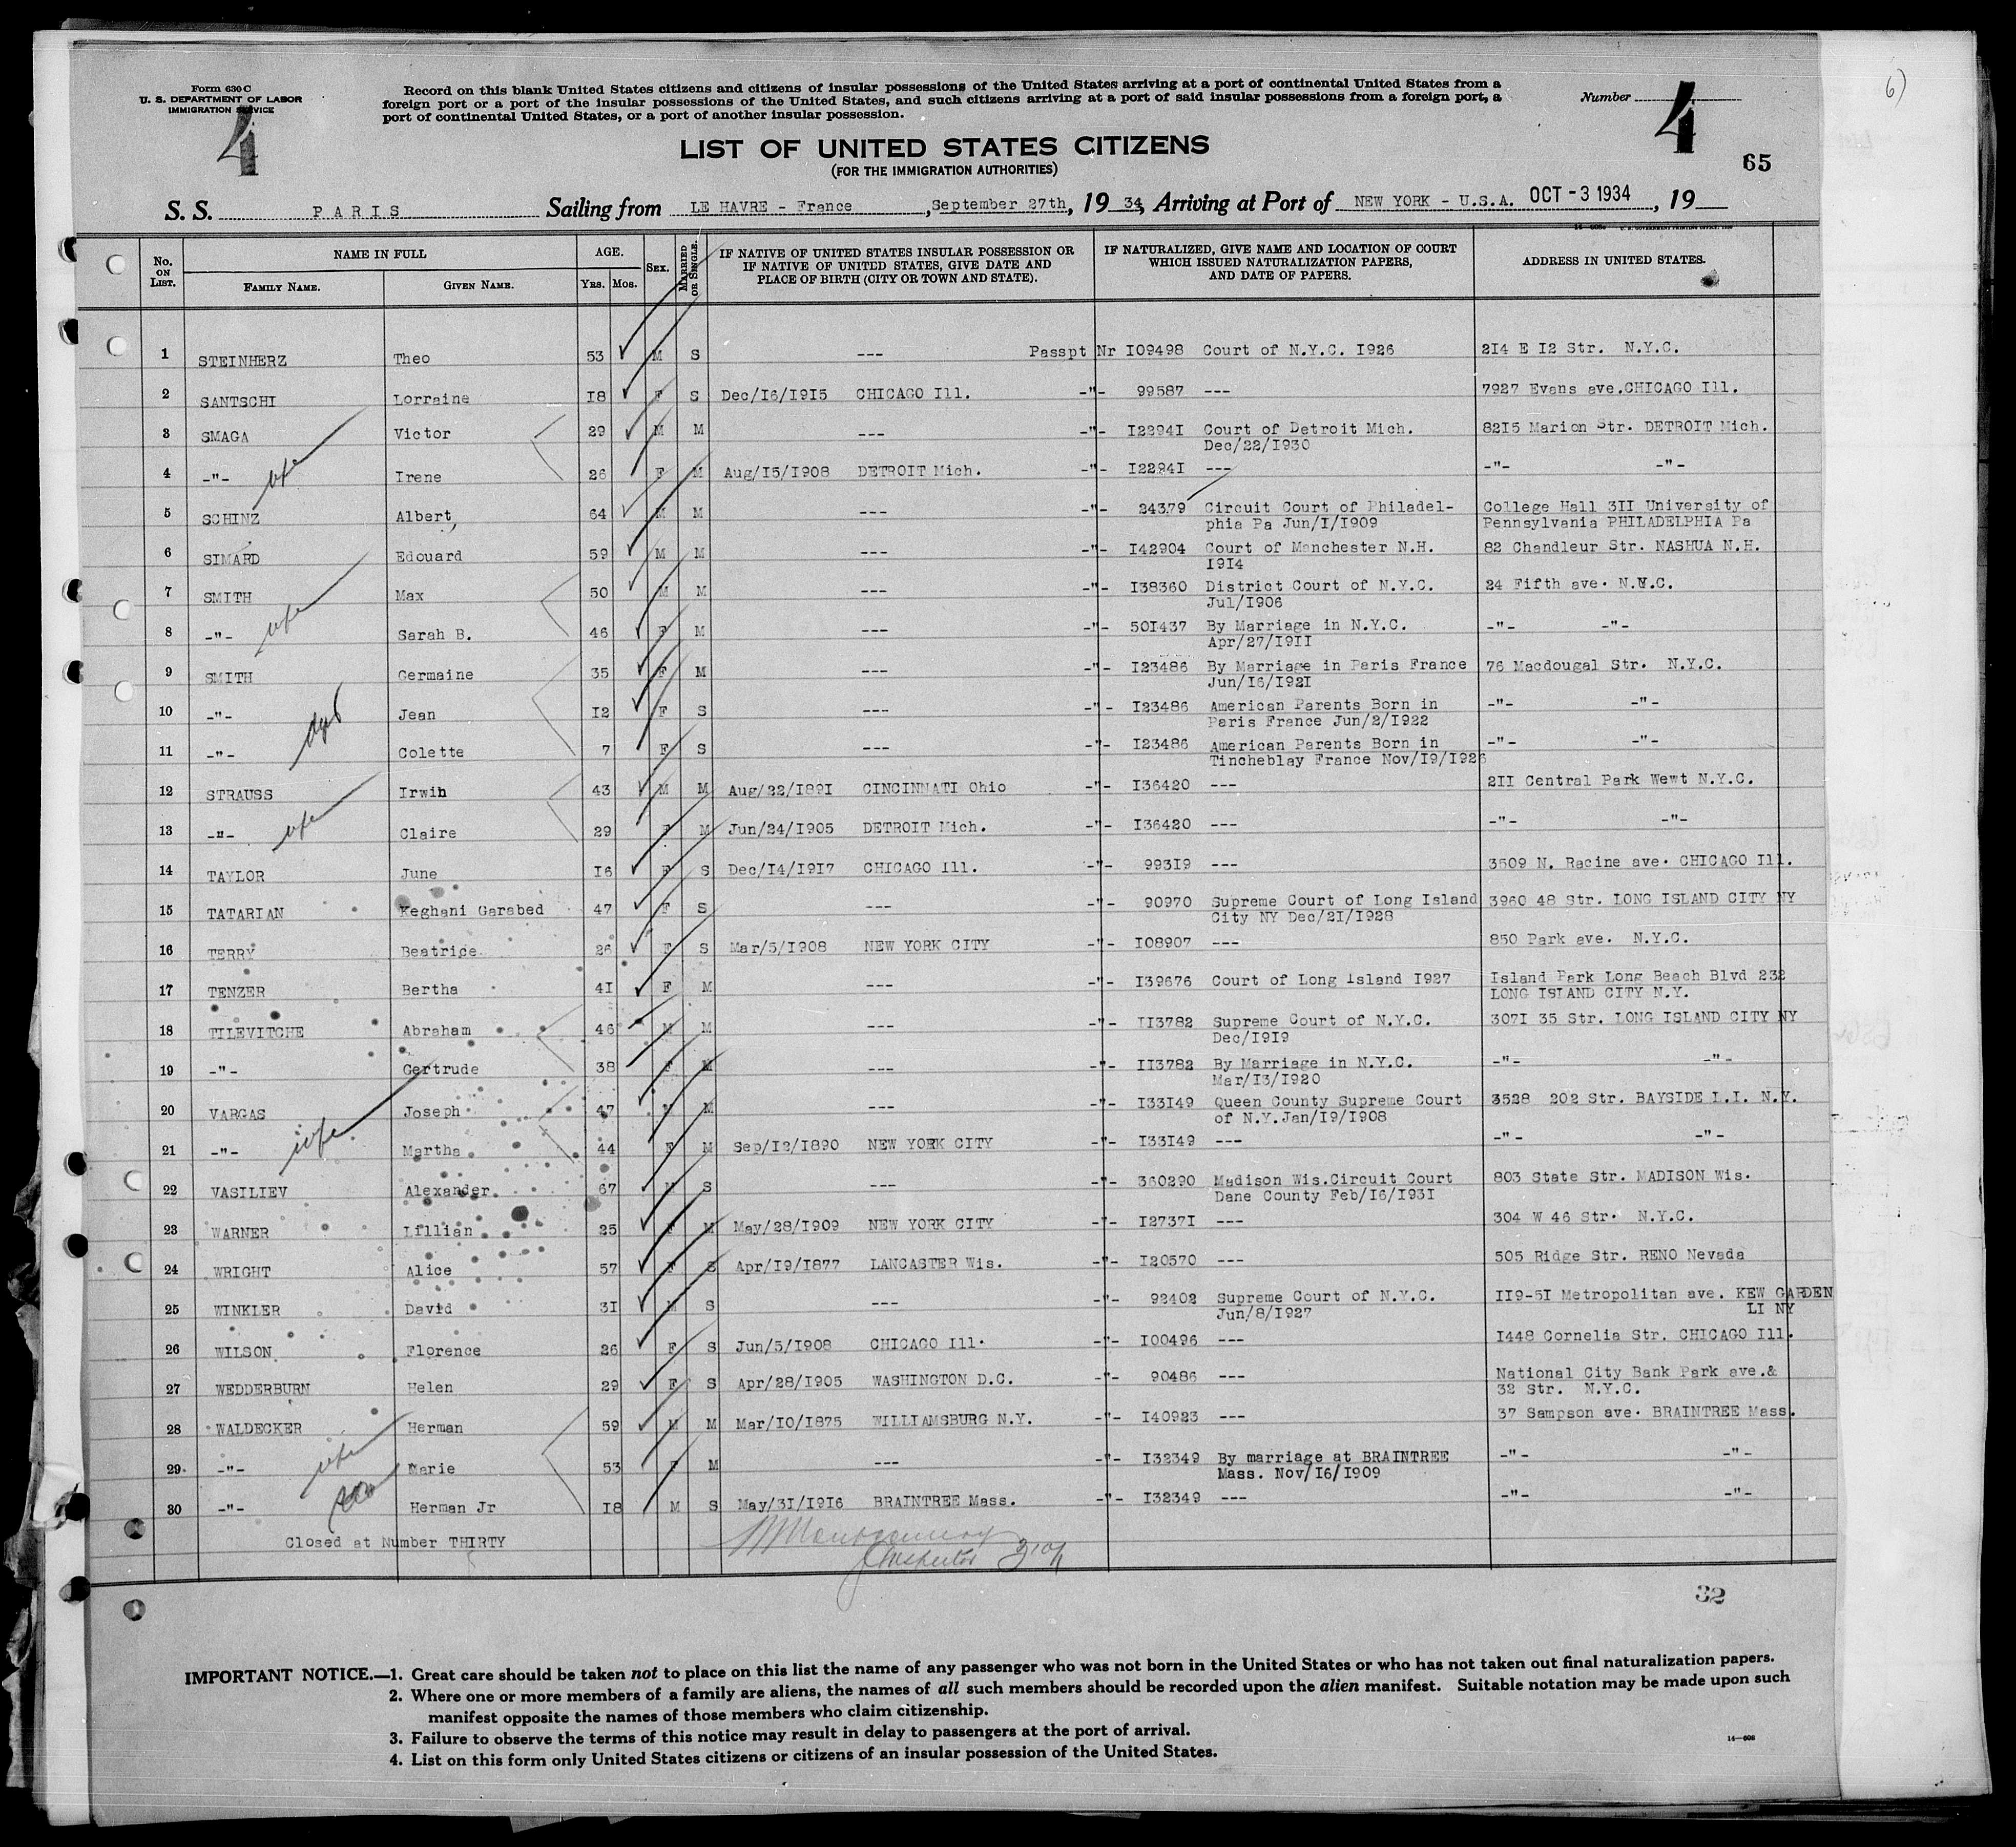 Form 630 C
U. S. DEPARTMENT OF LABOR
IMMIGRATION SERVICE
4
Record on this blank United States citizens and citizens of insular possessions of the United States arriving at a port of continental United States from a
foreign port or a port of the insular possessions of the United States, and such citizens arriving at a port of said insular possessions from a foreign port, a
port of continental United States, or a port of another insular possession.
Number 4
6)
LIST OF UNITED STATES CITIZENS
(FOR THE IMMIGRATION AUTHORITIES)
65
S. S. PARIS Sailing from LE HAVRE - France, September 27th, 19 34, Arriving at Port of NEW YORK - U.S.A. OCT - 3 1934, 19
No. ON LIST. NAME IN FULL AGE. SEX. MARRIED OR SINGLE. IF NATIVE OF UNITED STATES INSULAR POSSESSION OR IF NATIVE OF UNITED STATES, GIVE DATE AND PLACE OF BIRTH (CITY OR TOWN AND STATE). IF NATURALIZED, GIVE NAME AND LOCATION OF COURT WHICH ISSUED NATURALIZATION PAPERS, AND DATE OF PAPERS. ADDRESS IN UNITED STATES.
FAMILY NAME. GIVEN NAME. YRS. MOS.
1 STEINHERZ Theo 53 M S --- Passpt Nr I09498 Court of N.Y.C. I926 2I4 E I2 Str. N.Y.C.
2 SANTSCHI Lorraine I8 F S Dec/I6/I9I5 CHICAGO Ill. -"- 99587 --- 7927 Evans ave.CHICAGO Ill.
3 SMAGA Victor 29 M M --- -"- I2294I Court of Detroit Mich. 82I5 Marion Str. DETROIT Mich.
Dec/22/I930
4 -"- wife Irene 26 F M Aug/I5/I908 DETROIT Mich. -"- I2294I --- -"- -"-
5 SCHINZ Albert, 64 M M --- -"- 24379 Circuit Court of Philadel- College Hall 3II University of
phia Pa Jun/I/I909 Pennsylvania PHILADELPHIA Pa
6 SIMARD Edouard 59 M M --- -"- I42904 Court of Manchester N.H. 82 Chandleur Str. NASHUA N.H.
I9I4
7 SMITH Max 50 M M --- -"- I38360 District Court of N.Y.C. 24 Fifth ave. N.Y.C.
Jul/I906
8 -"- wife Sarah B. 46 F M --- -"- 50I437 By Marriage in N.Y.C. -"- -"-
Apr/27/I9II
9 SMITH Germaine 35 F M --- -"- I23486 By Marriage in Paris France 76 Macdougal Str. N.Y.C.
Jun/I6/I92I
10 -"- Jean I2 F S --- -"- I23486 American Parents Born in -"- -"-
Paris France Jun/2/I922
11 -"- Colette 7 F S --- -"- I23486 American Parents Born in -"- -"-
Tincheblay France Nov/I9/I926
12 STRAUSS Irwin 43 M M Aug/22/I89I CINCINNATI Ohio -"- I36420 --- 2II Central Park Wewt N.Y.C.
13 -"- wife Claire 29 F M Jun/24/I905 DETROIT Mich. -"- I36420 --- -"- -"-
14 TAYLOR June I6 F S Dec/I4/I9I7 CHICAGO Ill. -"- 993I9 --- 3509 N. Racine ave. CHICAGO Ill.
15 TATARIAN Keghani Garabed 47 F S --- -"- 90970 Supreme Court of Long Island 3960 48 Str. LONG ISLAND CITY NY
City NY Dec/2I/I928
16 TERRY Beatrice 26 F S Mar/5/I908 NEW YORK CITY -"- I08907 --- 850 Park ave. N.Y.C.
17 TENZER Bertha 4I F M --- -"- I39676 Court of Long Island I927 Island Park Long Beach Blvd 232
LONG ISLAND CITY N.Y.
18 TILEVITCHE Abraham 46 M M --- -"- II3782 Supreme Court of N.Y.C. 307I 35 Str. LONG ISLAND CITY NY
Dec/I9I9
19 -"- Gertrude 38 F M --- -"- II3782 By Marriage in N.Y.C. -"- -"-
Mar/I3/I920
20 VARGAS Joseph 47 M M --- -"- I33I49 Queen County Supreme Court 3528 202 Str. BAYSIDE L.I. N.Y.
of N.Y.Jan/I9/I908
21 -"- wife Martha 44 F M Sep/I2/I890 NEW YORK CITY -"- I33I49 --- -"- -"-
22 VASILIEV Alexander 67 M S --- -"- 360290 Madison Wis.Circuit Court 803 State Str. MADISON Wis.
Dane County Feb/I6/I93I
23 WARNER Lillian 25 F M May/28/I909 NEW YORK CITY -"- I2737I --- 304 W 46 Str. N.Y.C.
24 WRIGHT Alice 57 F S Apr/I9/I877 LANCASTER Wis. -"- I20570 --- 505 Ridge Str. RENO Nevada
25 WINKLER David 3I M S --- -"- 92402 Supreme Court of N.Y.C. II9-5I Metropolitan ave. KEW GARDEN
Jun/8/I927 LI NY
26 WILSON Florence 26 F S Jun/5/I908 CHICAGO Ill. -"- I00496 --- I448 Cornelia Str. CHICAGO Ill.
27 WEDDERBURN Helen 29 F S Apr/28/I905 WASHINGTON D.C. -"- 90486 --- National City Bank Park ave.&
32 Str. N.Y.C.
28 WALDECKER Herman 59 M M Mar/I0/I875 WILLIAMSBURG N.Y. -"- I40923 --- 37 Sampson ave. BRAINTREE Mass.
29 -"- wife Marie 53 F M --- -"- I32349 By marriage at BRAINTREE -"- -"-
Mass. Nov/I6/I909
30 -"- Herman Jr I8 M S May/3I/I9I6 BRAINTREE Mass. -"- I32349 --- -"- -"-
Closed at Number THIRTY
Inspector
32
IMPORTANT NOTICE.—1. Great care should be taken not to place on this list the name of any passenger who was not born in the United States or who has not taken out final naturalization papers.
2. Where one or more members of a family are aliens, the names of all such members should be recorded upon the alien manifest. Suitable notation may be made upon such
manifest opposite the names of those members who claim citizenship.
3. Failure to observe the terms of this notice may result in delay to passengers at the port of arrival.
4. List on this form only United States citizens or citizens of an insular possession of the United States.
14—608